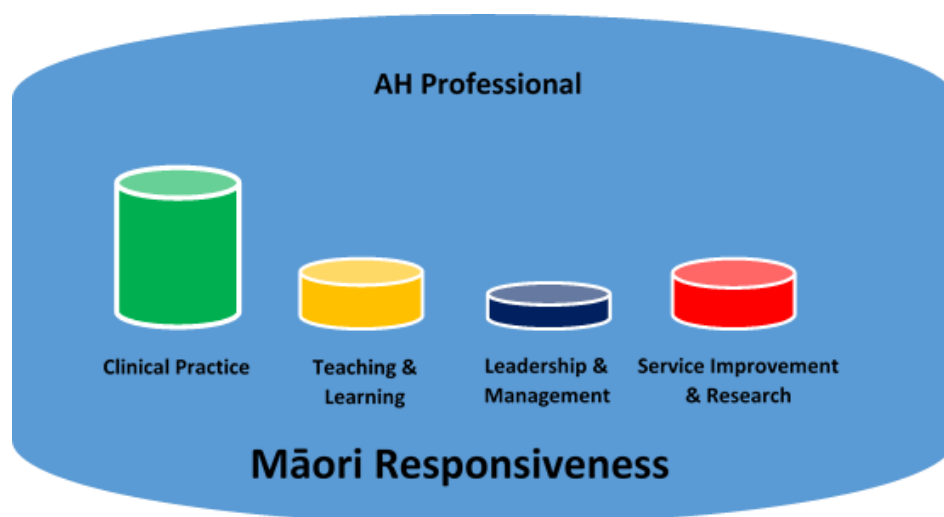 AH Professional
Clinical Practice
Teaching &
Learning
Leadership &
Management
Service Improvement
& Research
Māori Responsiveness